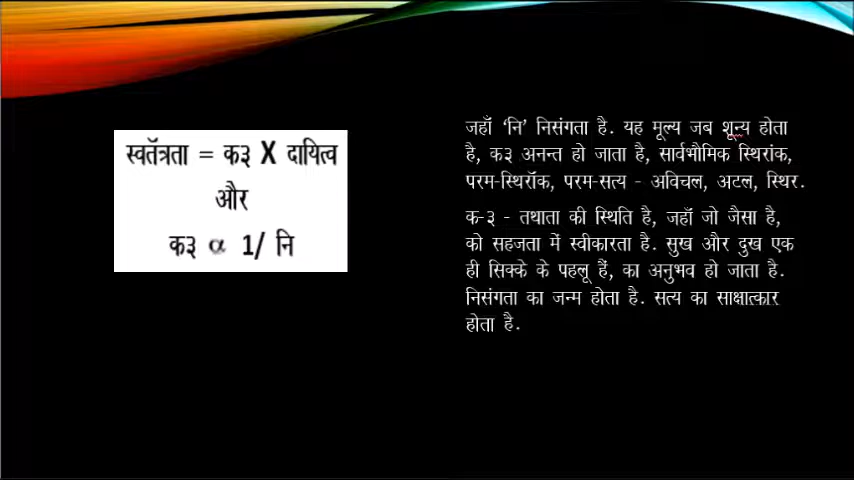 स्वतॅत्रता = क३ X दायित्व
और
क३ α 1/ नि
जहाँ ‘नि’ निसंगता है. यह मूल्य जब शून्य होता
है, क३ अनन्त हो जाता है, सार्वभौमिक स्थिरांक,
परम-स्थिरॉक, परम-सत्य - अविचल, अटल, स्थिर.
क-३ - तथाता की स्थिति है, जहाँ जो जैसा है,
को सहजता में स्वीकारता है. सुख और दुख एक
ही सिक्के के पहलू हैं, का अनुभव हो जाता है.
निसंगता का जन्म होता है. सत्य का साक्षात्कार
होता है.